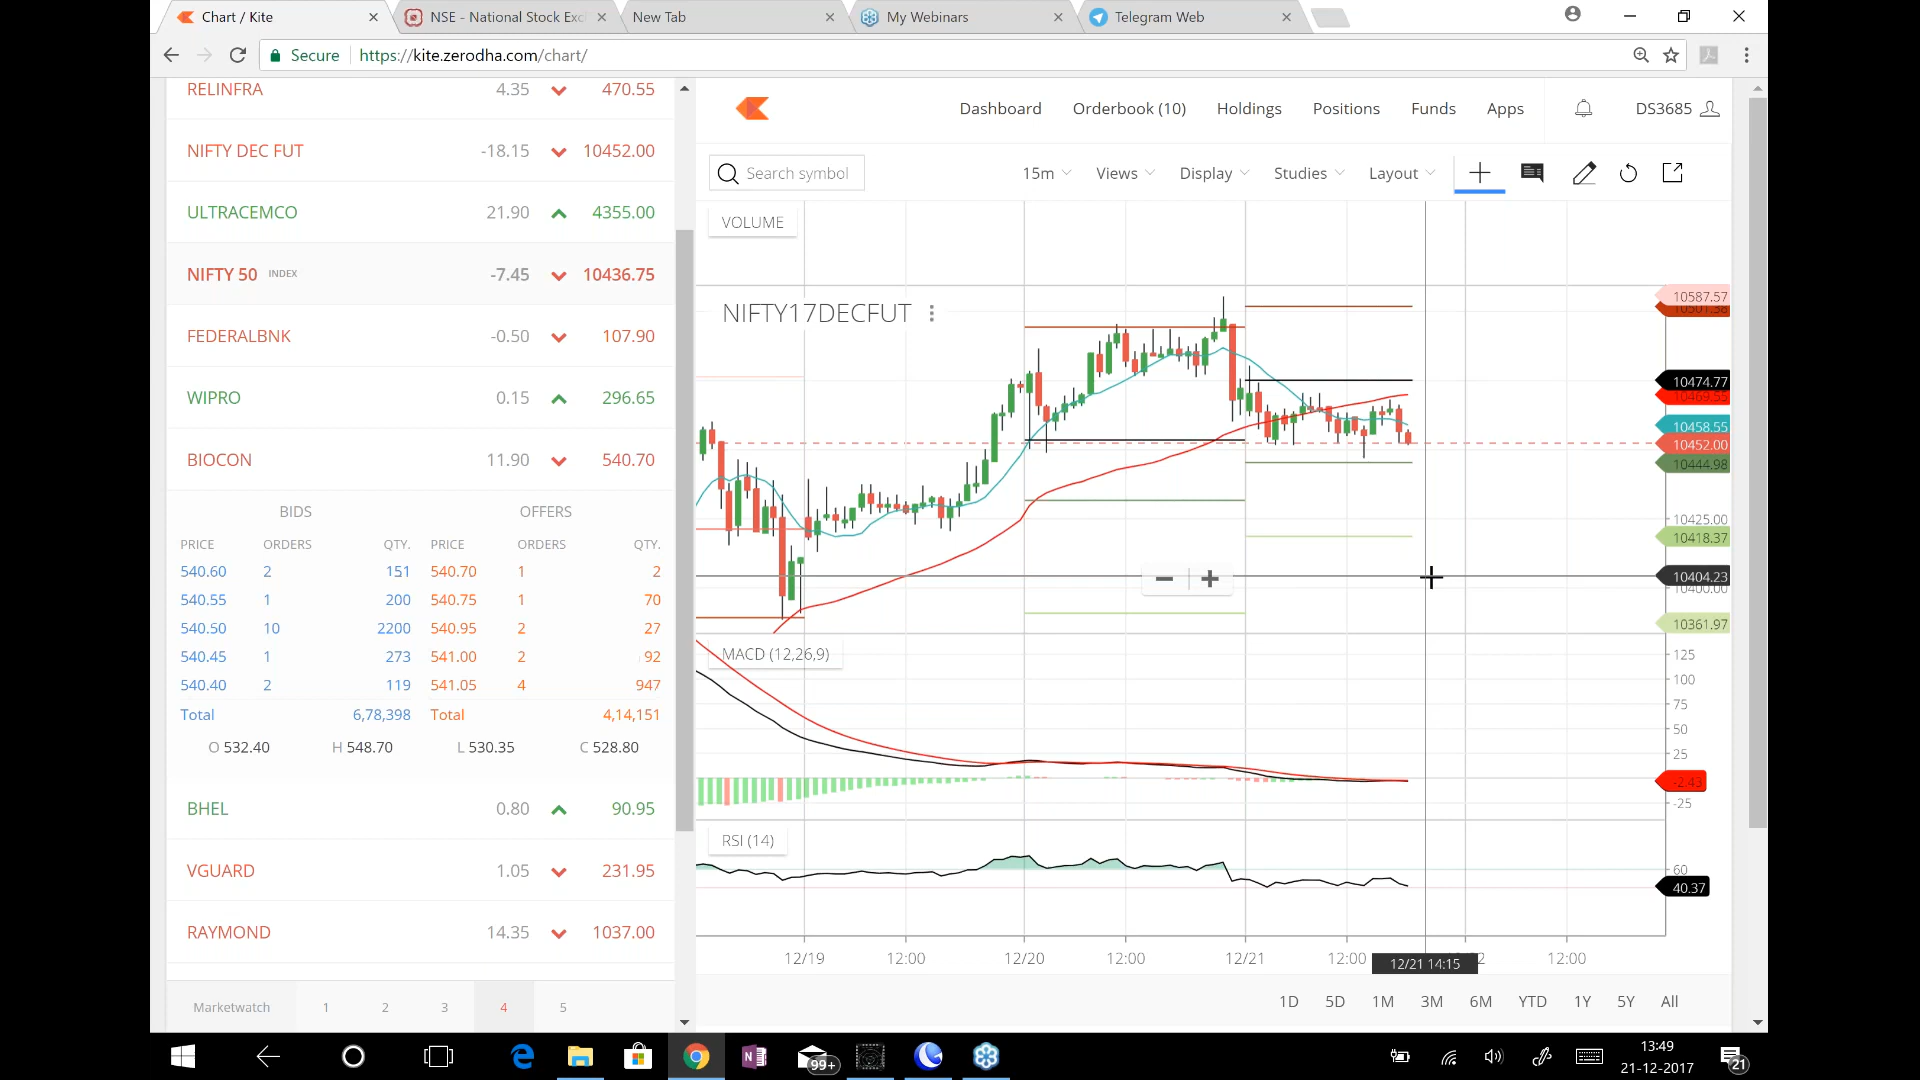 Chart / Kite
NSE - National Stock Exc
New Tab
My Webinars
Telegram Web
Secure
https://kite.zerodha.com/chart/
RELINFRA 4.35 470.55
NIFTY DEC FUT -18.15 10452.00
ULTRACEMCO 21.90 4355.00
NIFTY 50 INDEX -7.45 10436.75
FEDERALBNK -0.50 107.90
WIPRO 0.15 296.65
BIOCON 11.90 540.70
BIDS OFFERS
PRICE ORDERS QTY. PRICE ORDERS QTY.
540.60 2 151 540.70 1 2
540.55 1 200 540.75 1 70
540.50 10 2200 540.95 2 27
540.45 1 273 541.00 2 92
540.40 2 119 541.05 4 947
Total 6,78,398 Total 4,14,151
O 532.40 H 548.70 L 530.35 C 528.80
BHEL 0.80 90.95
VGUARD 1.05 231.95
RAYMOND 14.35 1037.00
Marketwatch 1 2 3 4 5
Dashboard Orderbook (10) Holdings Positions Funds Apps DS3685
Search symbol 15m Views Display Studies Layout
VOLUME
NIFTY17DECFUT
10587.57
10474.77
10469.55
10458.55
10452.00
10444.98
10425.00
10418.37
10404.23
10400.00
10361.97
MACD (12,26,9)
125
100
75
50
25
-2.43
-25
RSI (14)
60
40.37
12/19 12:00 12/20 12:00 12/21 12:00 12/21 14:15 12:00
1D 5D 1M 3M 6M YTD 1Y 5Y All
99+
13:49
21-12-2017
21